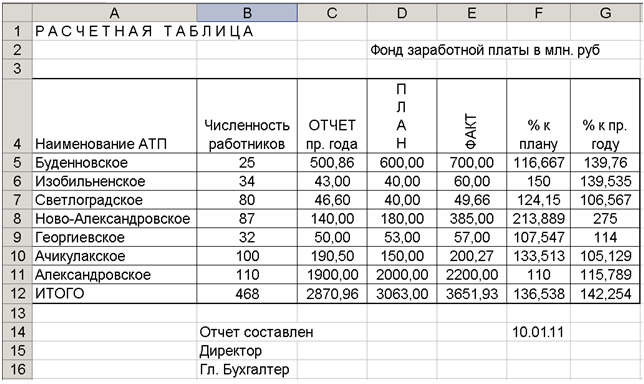 A B C D E F G
1 Р А С Ч Е Т Н А Я Т А Б Л И Ц А
2 Фонд заработной платы в млн. руб
3
4 Наименование АТП Численность работников ОТЧЕТ пр. года П Л А Н ФАКТ % к плану % к пр. году
5 Буденновское 25 500,86 600,00 700,00 116,667 139,76
6 Изобильненское 34 43,00 40,00 60,00 150 139,535
7 Светлоградское 80 46,60 40,00 49,66 124,15 106,567
8 Ново-Александровское 87 140,00 180,00 385,00 213,889 275
9 Георгиевское 32 50,00 53,00 57,00 107,547 114
10 Ачикулакское 100 190,50 150,00 200,27 133,513 105,129
11 Александровское 110 1900,00 2000,00 2200,00 110 115,789
12 ИТОГО 468 2870,96 3063,00 3651,93 136,538 142,254
13
14 Отчет составлен 10.01.11
15 Директор
16 Гл. Бухгалтер